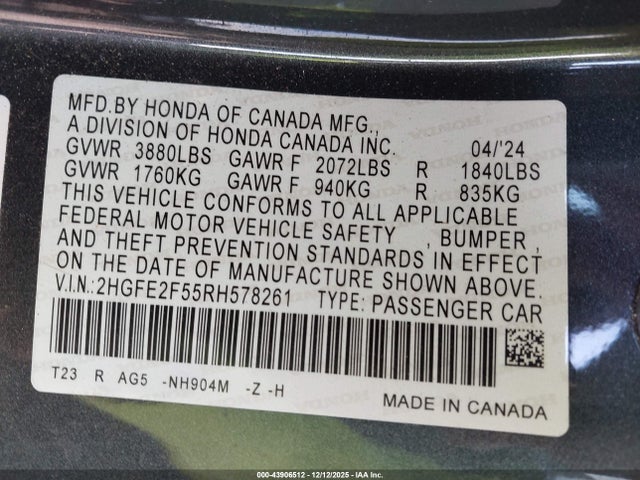 MFD.BY HONDA OF CANADA MFG.,
A DIVISION OF HONDA CANADA INC. 04/'24
GVWR 3880LBS GAWR F 2072LBS R 1840LBS
GVWR 1760KG GAWR F 940KG R 835KG
THIS VEHICLE CONFORMS TO ALL APPLICABLE
FEDERAL MOTOR VEHICLE SAFETY , BUMPER ,
AND THEFT PREVENTION STANDARDS IN EFFECT
ON THE DATE OF MANUFACTURE SHOWN ABOVE.
V.I.N.:2HGFE2F55RH578261 TYPE: PASSENGER CAR
T23 R AG5 -NH904M -Z -H
MADE IN CANADA
000-43906512 - 12/12/2025 - IAA Inc.